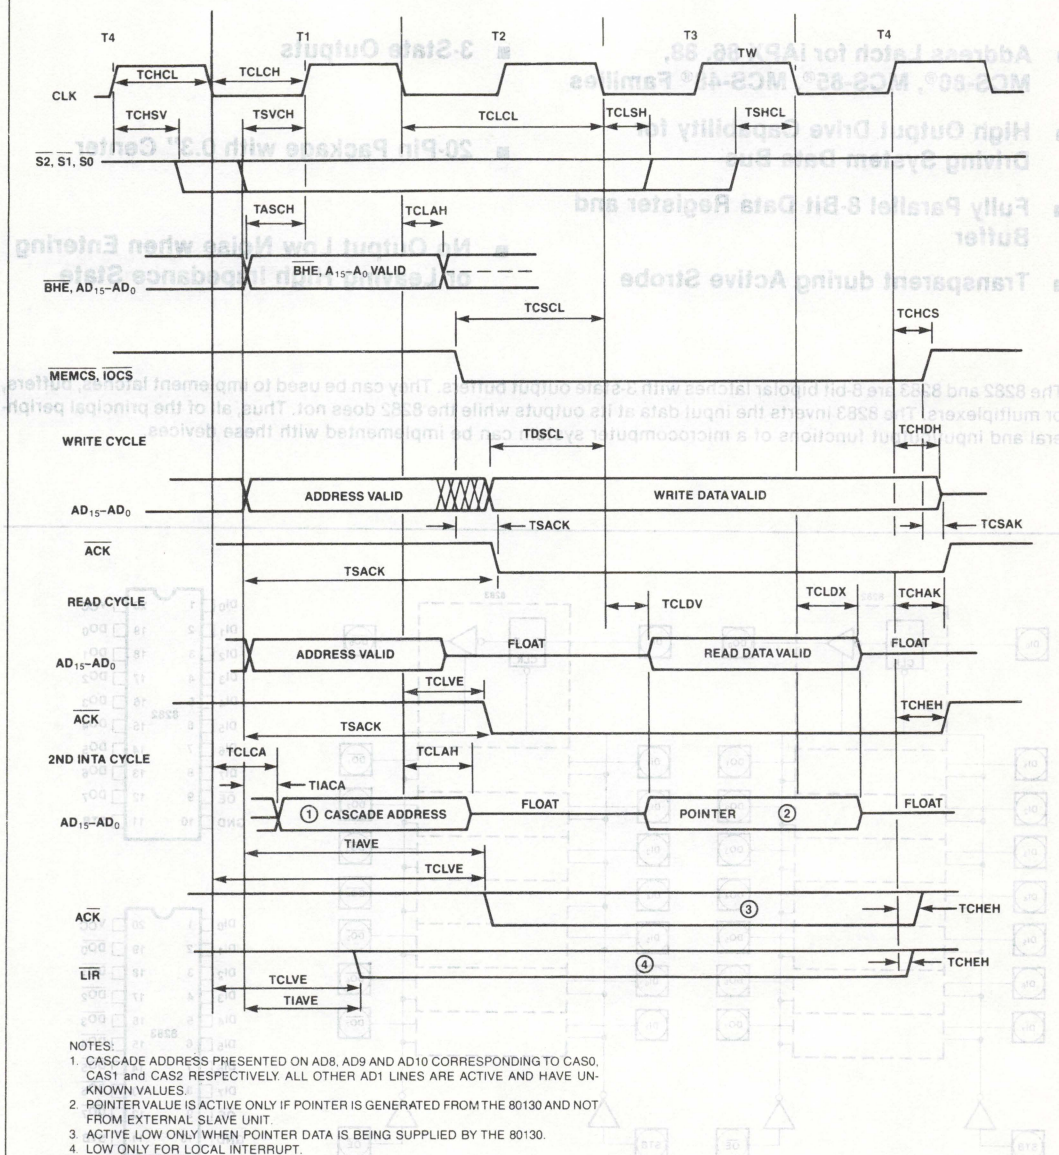 T4 T1 T2 T3 TW T4
CLK TCHCL TCLCH
TCHSV TSVCH TCLCL TCLSH TSHCL
S2, S1, S0
TASCH TCLAH
BHE, A15–A0 VALID
BHE, AD15–AD0
TCSCL TCHCS
MEMCS, IOCS
WRITE CYCLE TDSCL TCHDH
ADDRESS VALID WRITE DATA VALID
AD15–AD0
TSACK TCSAK
ACK
TSACK
READ CYCLE TCLDV TCLDX TCHAK
ADDRESS VALID FLOAT READ DATA VALID FLOAT
AD15–AD0
TCLVE TCHEH
ACK
TSACK
TCLCA TCLAH
2ND INTA CYCLE
TIACA
① CASCADE ADDRESS FLOAT POINTER ② FLOAT
AD15–AD0
TIAVE
TCLVE
ACK ③ TCHEH
LIR ④ TCHEH
TCLVE
TIAVE
NOTES:
1. CASCADE ADDRESS PRESENTED ON AD8, AD9 AND AD10 CORRESPONDING TO CAS0,
CAS1 and CAS2 RESPECTIVELY. ALL OTHER AD1 LINES ARE ACTIVE AND HAVE UN-
KNOWN VALUES.
2. POINTER VALUE IS ACTIVE ONLY IF POINTER IS GENERATED FROM THE 80130 AND NOT
FROM EXTERNAL SLAVE UNIT.
3. ACTIVE LOW ONLY WHEN POINTER DATA IS BEING SUPPLIED BY THE 80130.
4. LOW ONLY FOR LOCAL INTERRUPT.